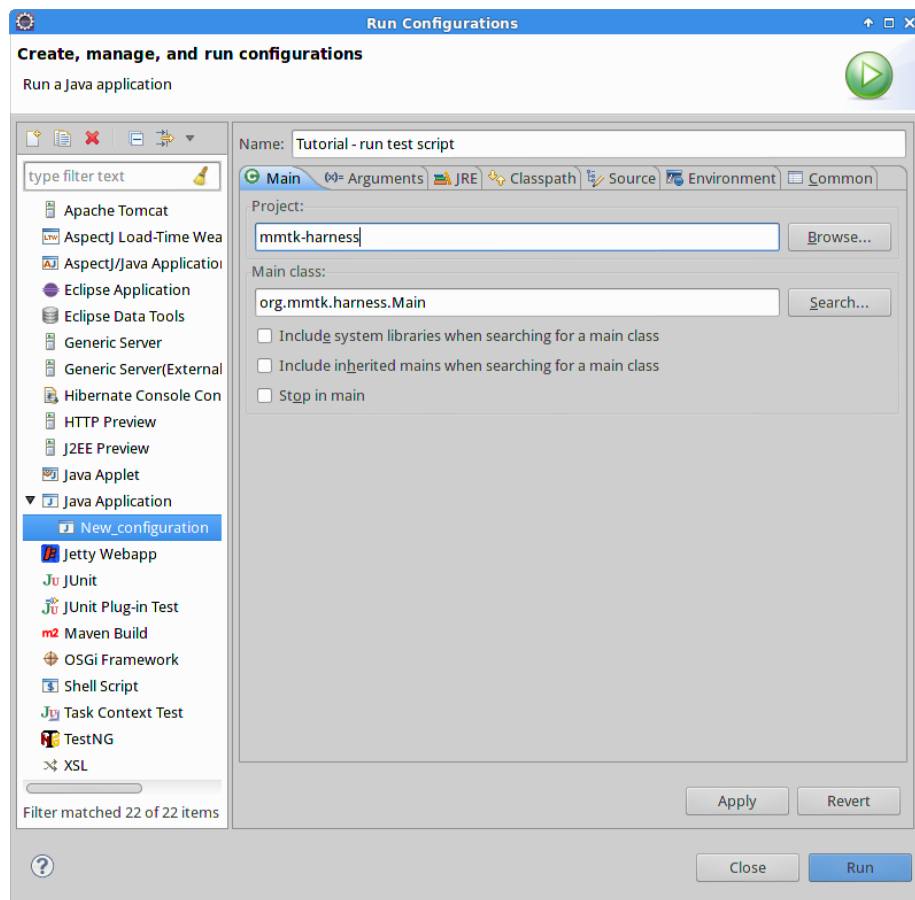 Run Configurations
Create, manage, and run configurations
Run a Java application
type filter text
Apache Tomcat
AspectJ Load-Time Wea
AspectJ/Java Application
Eclipse Application
Eclipse Data Tools
Generic Server
Generic Server(External
Hibernate Console Con
HTTP Preview
J2EE Preview
Java Applet
Java Application
New_configuration
Jetty Webapp
JUnit
JUnit Plug-in Test
Maven Build
OSGi Framework
Shell Script
Task Context Test
TestNG
XSL
Filter matched 22 of 22 items
Name: Tutorial - run test script
Main (x)= Arguments JRE Classpath Source Environment Common
Project:
mmtk-harness Browse...
Main class:
org.mmtk.harness.Main Search...
Include system libraries when searching for a main class
Include inherited mains when searching for a main class
Stop in main
Apply Revert
Close Run